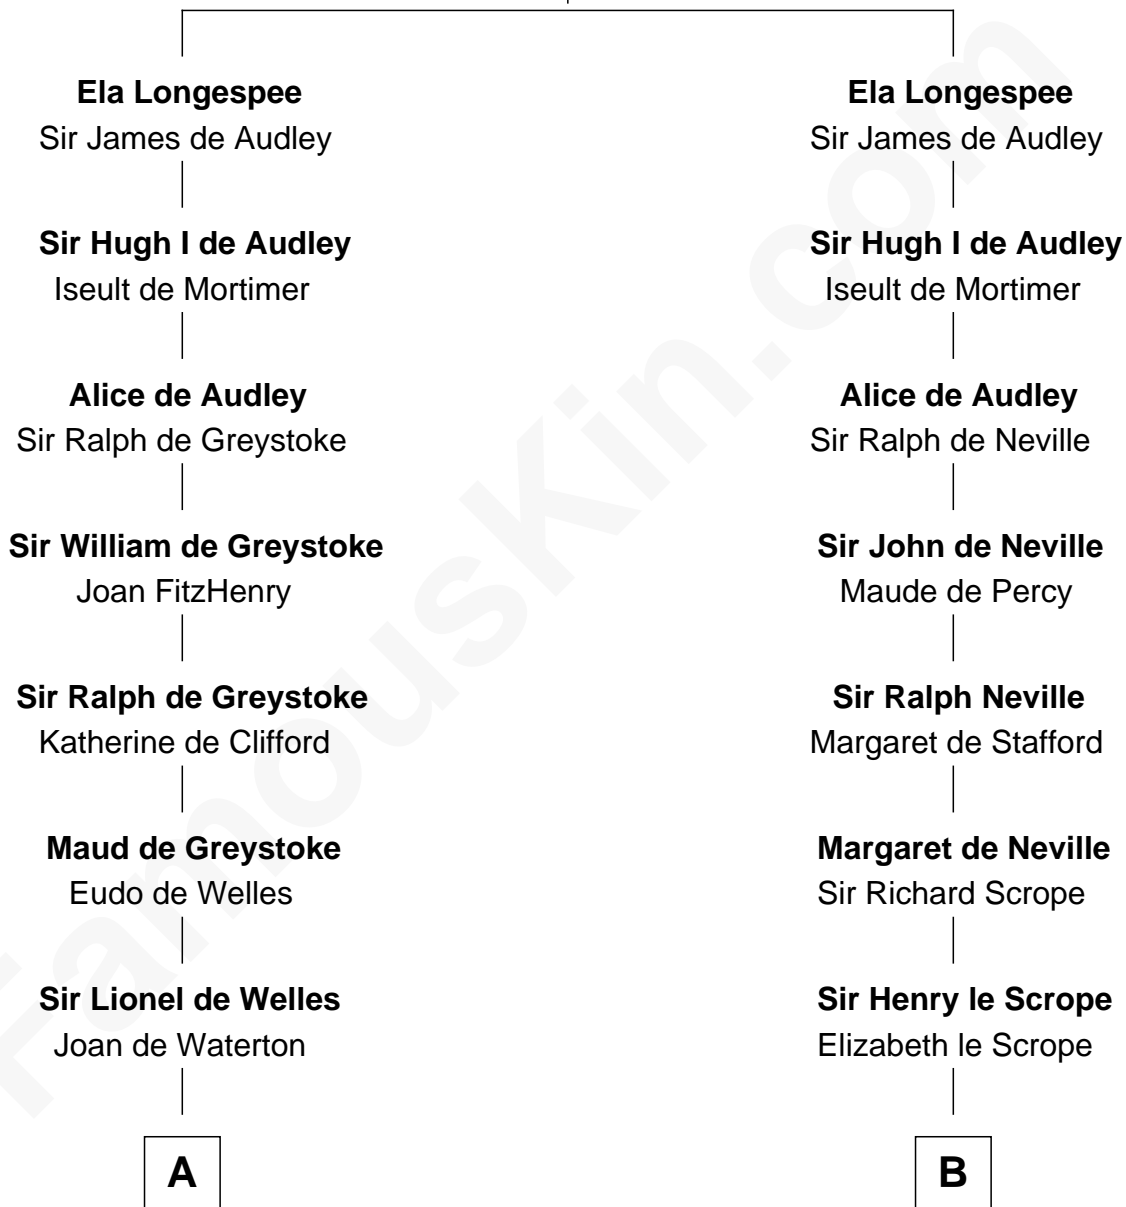 Ela Longespee
Sir James de Audley
Sir Hugh I de Audley
Iseult de Mortimer
Alice de Audley
Sir Ralph de Greystoke
Sir William de Greystoke
Joan FitzHenry
Sir Ralph de Greystoke
Katherine de Clifford
Maud de Greystoke
Eudo de Welles
Sir Lionel de Welles
Joan de Waterton
A
Ela Longespee
Sir James de Audley
Sir Hugh I de Audley
Iseult de Mortimer
Alice de Audley
Sir Ralph de Neville
Sir John de Neville
Maude de Percy
Sir Ralph Neville
Margaret de Stafford
Margaret de Neville
Sir Richard Scrope
Sir Henry le Scrope
Elizabeth le Scrope
B
FamousKin.com